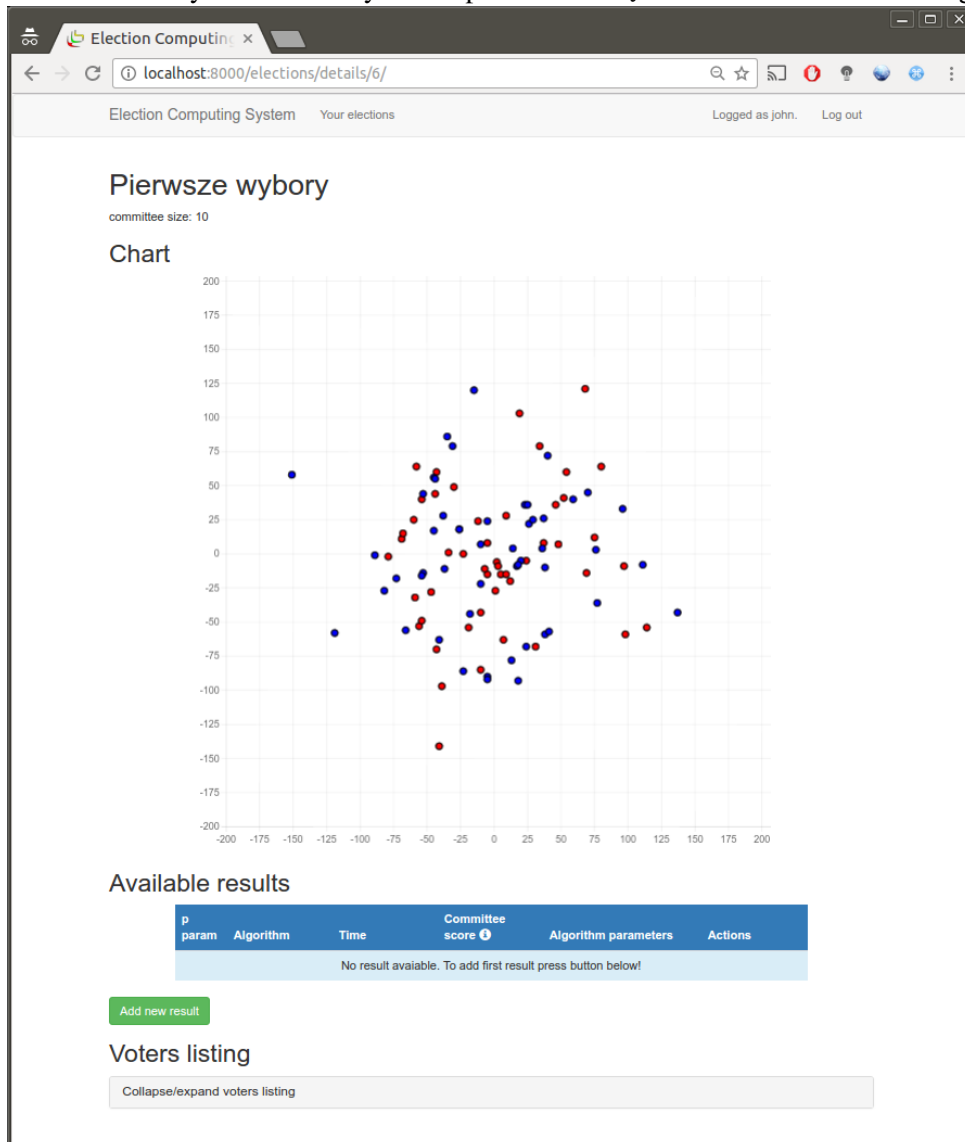 Election Computing
localhost:8000/elections/details/6/
Election Computing System Your elections Logged as john. Log out
Pierwsze wybory
committee size: 10
Chart
200
175
150
125
100
75
50
25
0
-25
-50
-75
-100
-125
-150
-175
-200
-200 -175 -150 -125 -100 -75 -50 -25 0 25 50 75 100 125 150 175 200
Available results
p param Algorithm Time Committee score Algorithm parameters Actions
No result avaiable. To add first result press button below!
Add new result
Voters listing
Collapse/expand voters listing